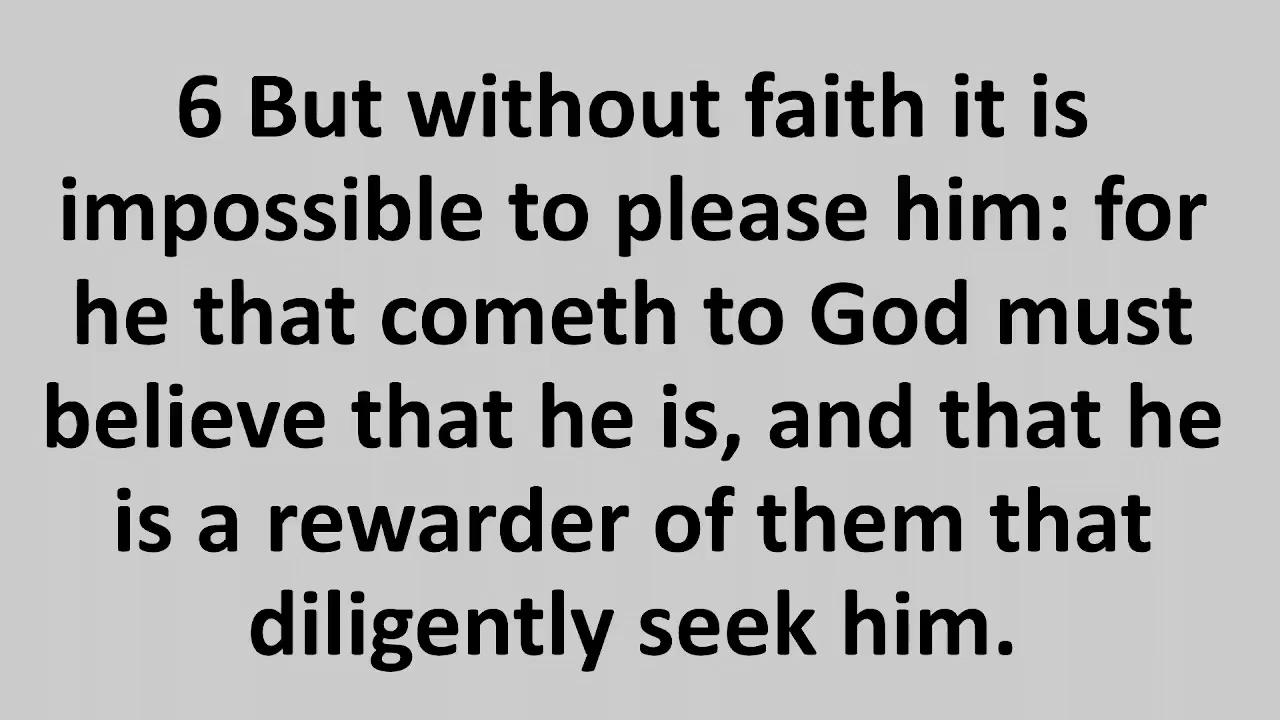 6 But without faith it is
impossible to please him: for
he that cometh to God must
believe that he is, and that he
is a rewarder of them that
diligently seek him.